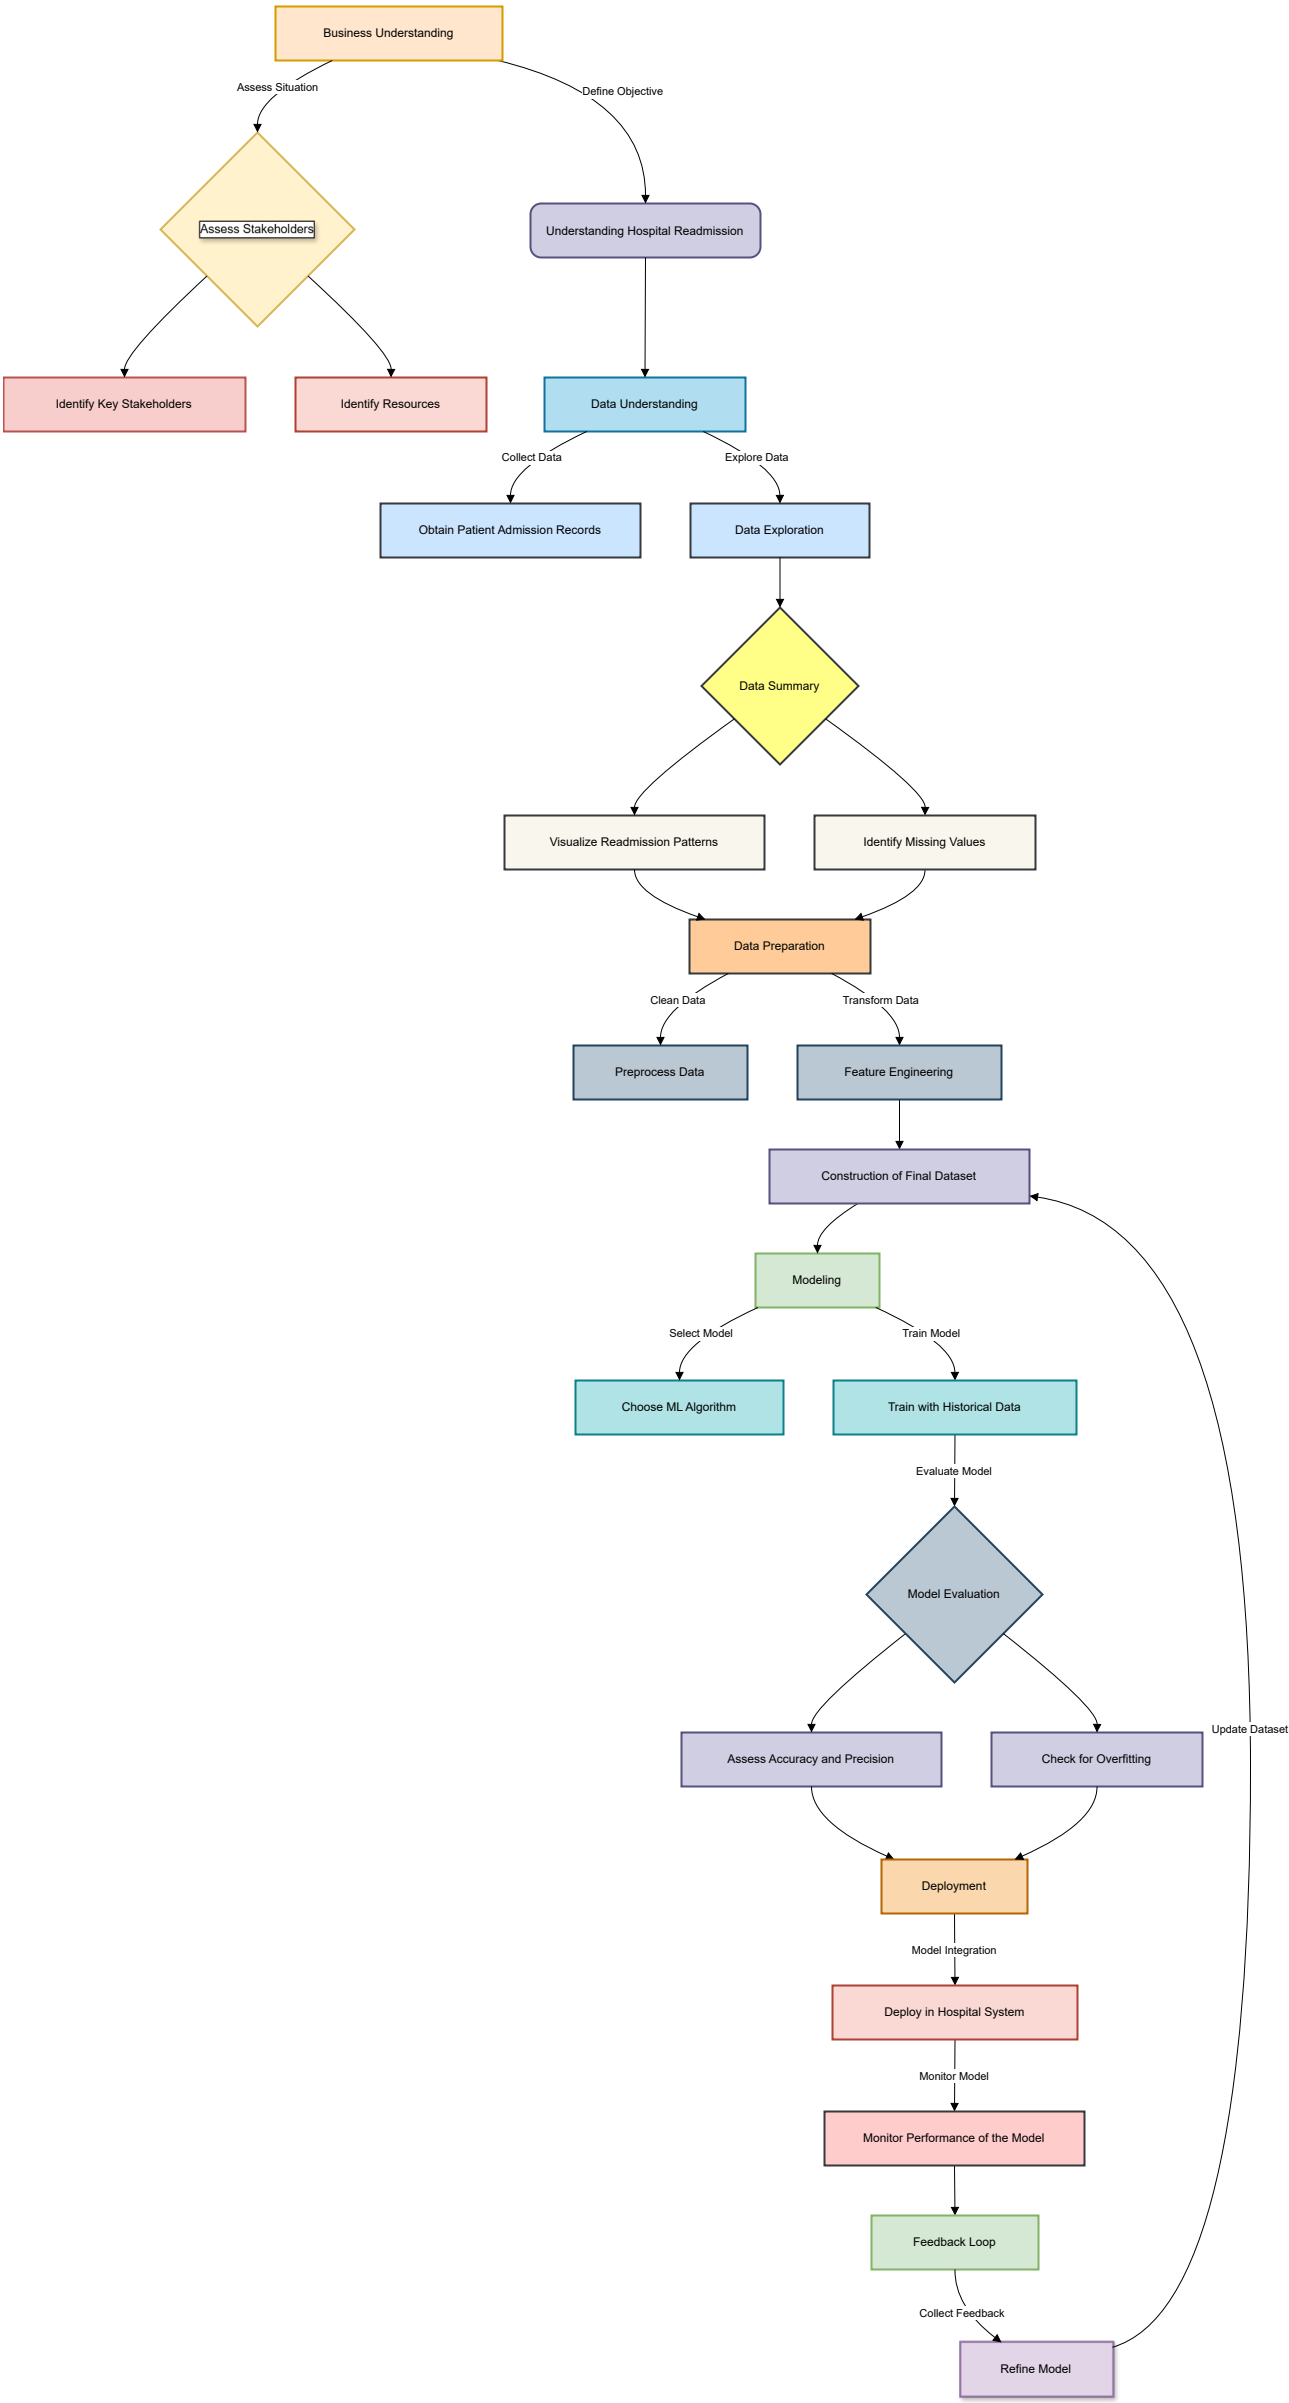 Business Understanding
Assess Situation
Define Objective
Assess Stakeholders
Understanding Hospital Readmission
Identify Key Stakeholders
Identify Resources
Data Understanding
Collect Data
Explore Data
Obtain Patient Admission Records
Data Exploration
Data Summary
Visualize Readmission Patterns
Identify Missing Values
Data Preparation
Clean Data
Transform Data
Preprocess Data
Feature Engineering
Construction of Final Dataset
Modeling
Select Model
Train Model
Choose ML Algorithm
Train with Historical Data
Evaluate Model
Model Evaluation
Update Dataset
Assess Accuracy and Precision
Check for Overfitting
Deployment
Model Integration
Deploy in Hospital System
Monitor Model
Monitor Performance of the Model
Feedback Loop
Collect Feedback
Refine Model